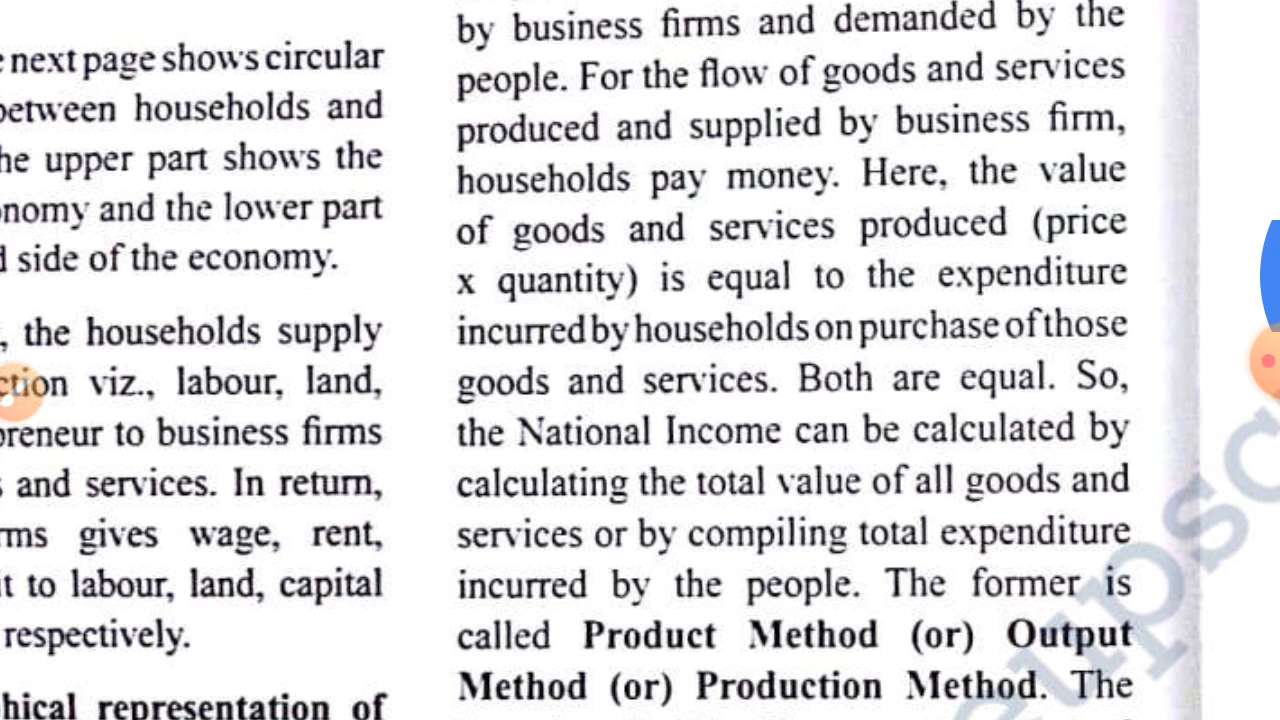 next page shows circular
between households and
he upper part shows the
nomy and the lower part
side of the economy.
, the households supply
ction viz., labour, land,
preneur to business firms
and services. In return,
rms gives wage, rent,
it to labour, land, capital
respectively.
hical representation of
by business firms and demanded by the
people. For the flow of goods and services
produced and supplied by business firm,
households pay money. Here, the value
of goods and services produced (price
x quantity) is equal to the expenditure
incurred by households on purchase of those
goods and services. Both are equal. So,
the National Income can be calculated by
calculating the total value of all goods and
services or by compiling total expenditure
incurred by the people. The former is
called Product Method (or) Output
Method (or) Production Method. The
eupsc